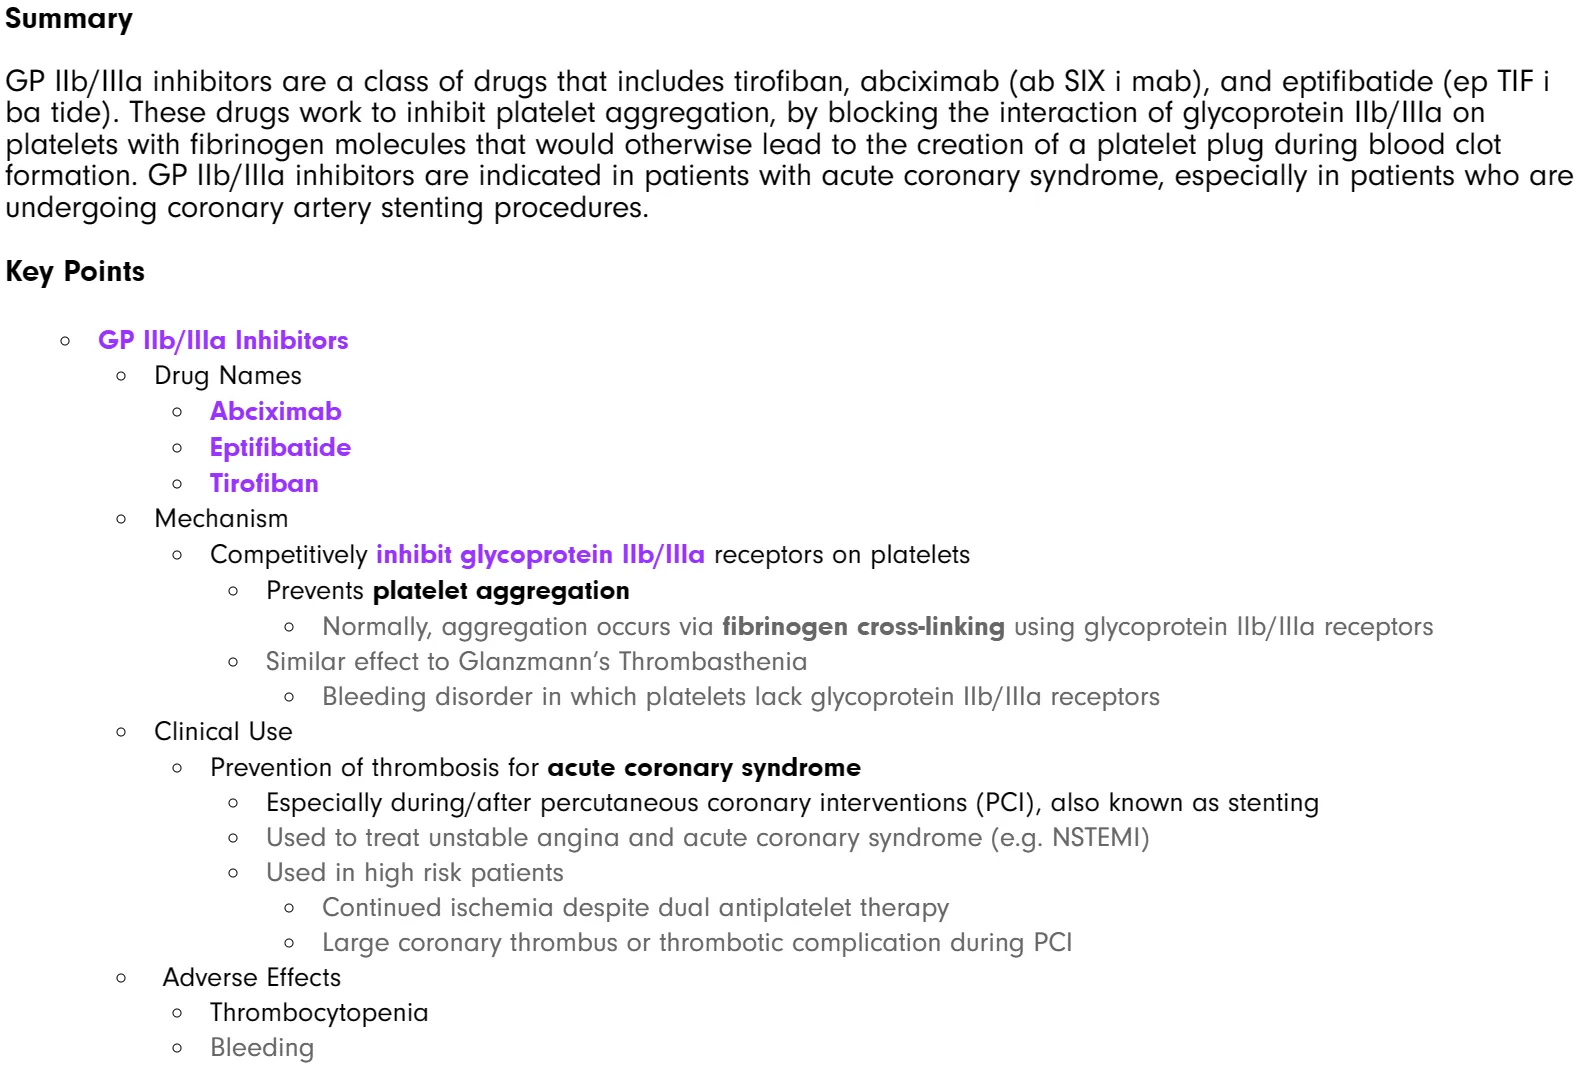 Summary
GP IIb/IIIa inhibitors are a class of drugs that includes tirofiban, abciximab (ab SIX i mab), and eptifibatide (ep TIF i
ba tide). These drugs work to inhibit platelet aggregation, by blocking the interaction of glycoprotein IIb/IIIa on
platelets with fibrinogen molecules that would otherwise lead to the creation of a platelet plug during blood clot
formation. GP IIb/IIIa inhibitors are indicated in patients with acute coronary syndrome, especially in patients who are
undergoing coronary artery stenting procedures.
Key Points
GP IIb/IIIa Inhibitors
Drug Names
Abciximab
Eptifibatide
Tirofiban
Mechanism
Competitively inhibit glycoprotein IIb/IIIa receptors on platelets
Prevents platelet aggregation
Normally, aggregation occurs via fibrinogen cross-linking using glycoprotein IIb/IIIa receptors
Similar effect to Glanzmann’s Thrombasthenia
Bleeding disorder in which platelets lack glycoprotein IIb/IIIa receptors
Clinical Use
Prevention of thrombosis for acute coronary syndrome
Especially during/after percutaneous coronary interventions (PCI), also known as stenting
Used to treat unstable angina and acute coronary syndrome (e.g. NSTEMI)
Used in high risk patients
Continued ischemia despite dual antiplatelet therapy
Large coronary thrombus or thrombotic complication during PCI
Adverse Effects
Thrombocytopenia
Bleeding